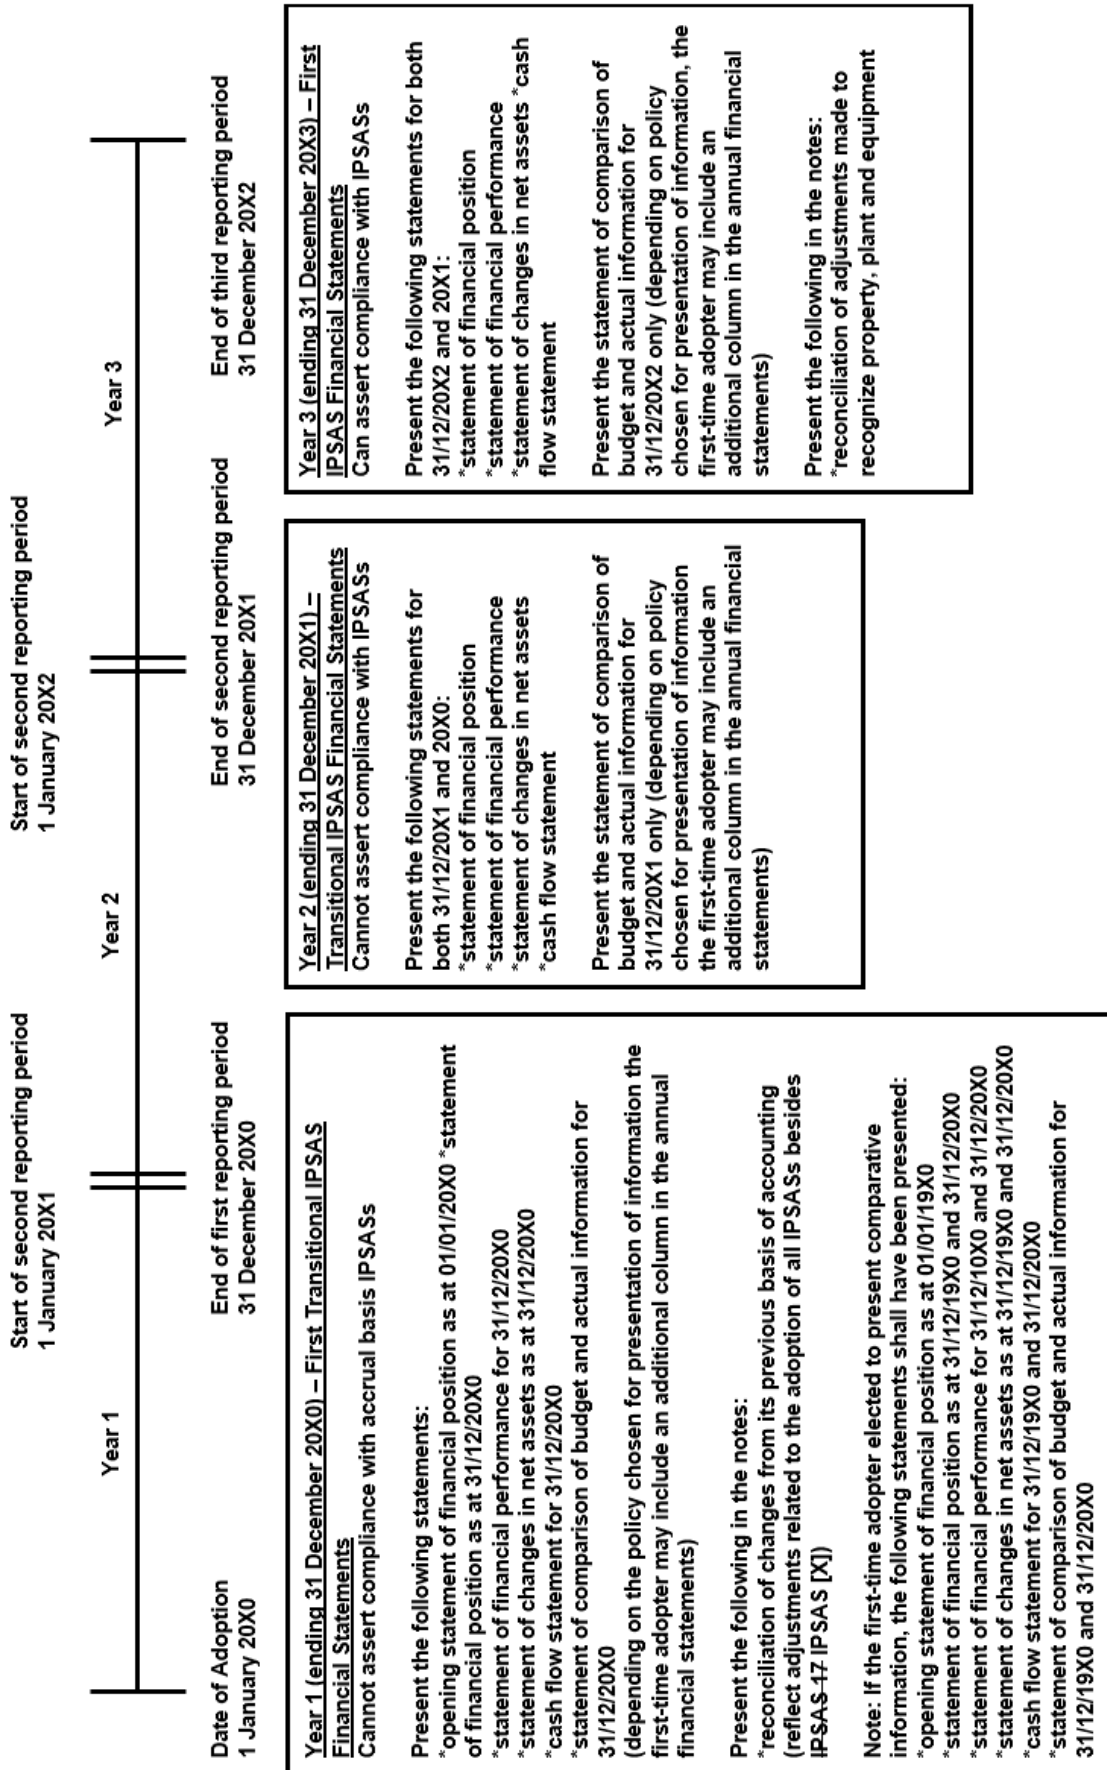 Start of second reporting period
1 January 20X1
Start of second reporting period
1 January 20X2
Year 1
Year 2
Year 3
Date of Adoption
1 January 20X0
End of first reporting period
31 December 20X0
End of second reporting period
31 December 20X1
End of third reporting period
31 December 20X2
Year 1 (ending 31 December 20X0) – First Transitional IPSAS
Financial Statements
Cannot assert compliance with accrual basis IPSASs
Present the following statements:
*opening statement of financial position as at 01/01/20X0 *statement
of financial position as at 31/12/20X0
*statement of financial performance for 31/12/20X0
*statement of changes in net assets as at 31/12/20X0
*cash flow statement for 31/12/20X0
*statement of comparison of budget and actual information for
31/12/20X0
(depending on the policy chosen for presentation of information the
first-time adopter may include an additional column in the annual
financial statements)
Present the following in the notes:
*reconciliation of changes from its previous basis of accounting
(reflect adjustments related to the adoption of all IPSASs besides
IPSAS 17 IPSAS [X])
Note: If the first-time adopter elected to present comparative
information, the following statements shall have been presented:
*opening statement of financial position as at 01/01/19X0
*statement of financial position as at 31/12/19X0 and 31/12/20X0
*statement of financial performance for 31/12/10X0 and 31/12/20X0
*statement of changes in net assets as at 31/12/19X0 and 31/12/20X0
*cash flow statement for 31/12/19X0 and 31/12/20X0
*statement of comparison of budget and actual information for
31/12/19X0 and 31/12/20X0
Year 2 (ending 31 December 20X1) –
Transitional IPSAS Financial Statements
Cannot assert compliance with IPSASs
Present the following statements for
both 31/12/20X1 and 20X0:
*statement of financial position
*statement of financial performance
*statement of changes in net assets
*cash flow statement
Present the statement of comparison of
budget and actual information for
31/12/20X1 only (depending on policy
chosen for presentation of information
the first-time adopter may include an
additional column in the annual financial
statements)
Year 3 (ending 31 December 20X3) – First
IPSAS Financial Statements
Can assert compliance with IPSASs
Present the following statements for both
31/12/20X2 and 20X1:
*statement of financial position
*statement of financial performance
*statement of changes in net assets *cash
flow statement
Present the statement of comparison of
budget and actual information for
31/12/20X2 only (depending on policy
chosen for presentation of information, the
first-time adopter may include an
additional column in the annual financial
statements)
Present the following in the notes:
*reconciliation of adjustments made to
recognize property, plant and equipment